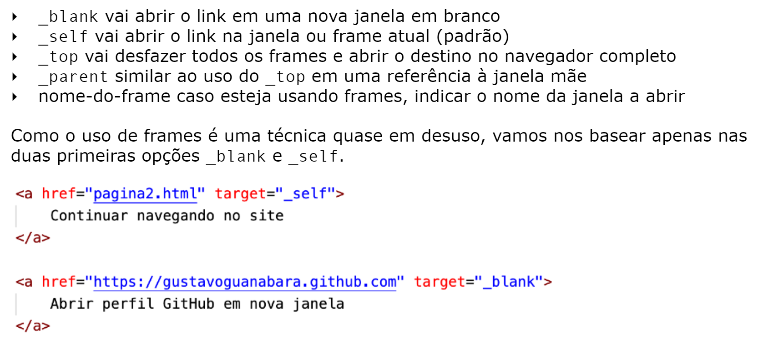 ‣ _blank vai abrir o link em uma nova janela em branco
‣ _self vai abrir o link na janela ou frame atual (padrão)
‣ _top vai desfazer todos os frames e abrir o destino no navegador completo
‣ _parent similar ao uso do _top em uma referência à janela mãe
‣ nome-do-frame caso esteja usando frames, indicar o nome da janela a abrir
Como o uso de frames é uma técnica quase em desuso, vamos nos basear apenas nas
duas primeiras opções _blank e _self.
<a href="pagina2.html" target="_self">
    Continuar navegando no site
</a>
<a href="https://gustavoguanabara.github.com" target="_blank">
    Abrir perfil GitHub em nova janela
</a>